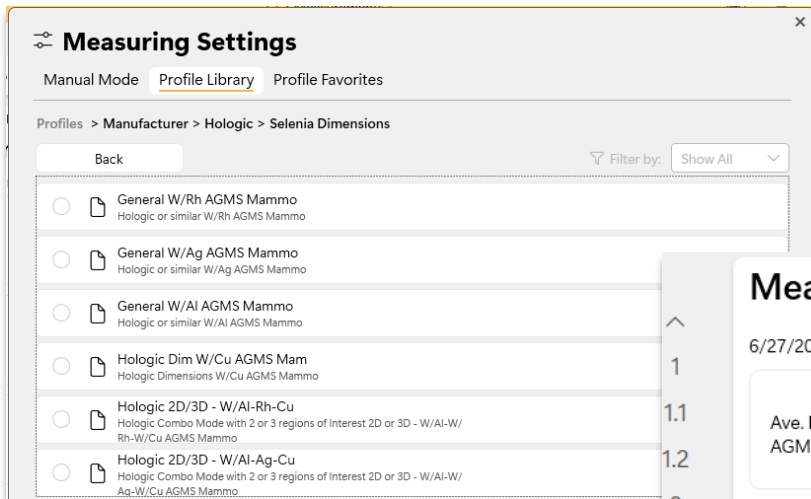 Measuring Settings
Manual Mode Profile Library Profile Favorites
Profiles > Manufacturer > Hologic > Selenia Dimensions
Back Filter by: Show All
General W/Rh AGMS Mammo
Hologic or similar W/Rh AGMS Mammo
General W/Ag AGMS Mammo
Hologic or similar W/Ag AGMS Mammo
General W/Al AGMS Mammo
Hologic or similar W/Al AGMS Mammo
Hologic Dim W/Cu AGMS Mam
Hologic Dimensions W/Cu AGMS Mammo
Hologic 2D/3D - W/Al-Rh-Cu
Hologic Combo Mode with 2 or 3 regions of Interest 2D or 3D - W/Al-W/
Rh-W/Cu AGMS Mammo
Hologic 2D/3D - W/Al-Ag-Cu
Hologic Combo Mode with 2 or 3 regions of Interest 2D or 3D - W/Al-W/
Ag-W/Cu AGMS Mammo
Mea
6/27/20
1
1.1
1.2
Ave.
AGM